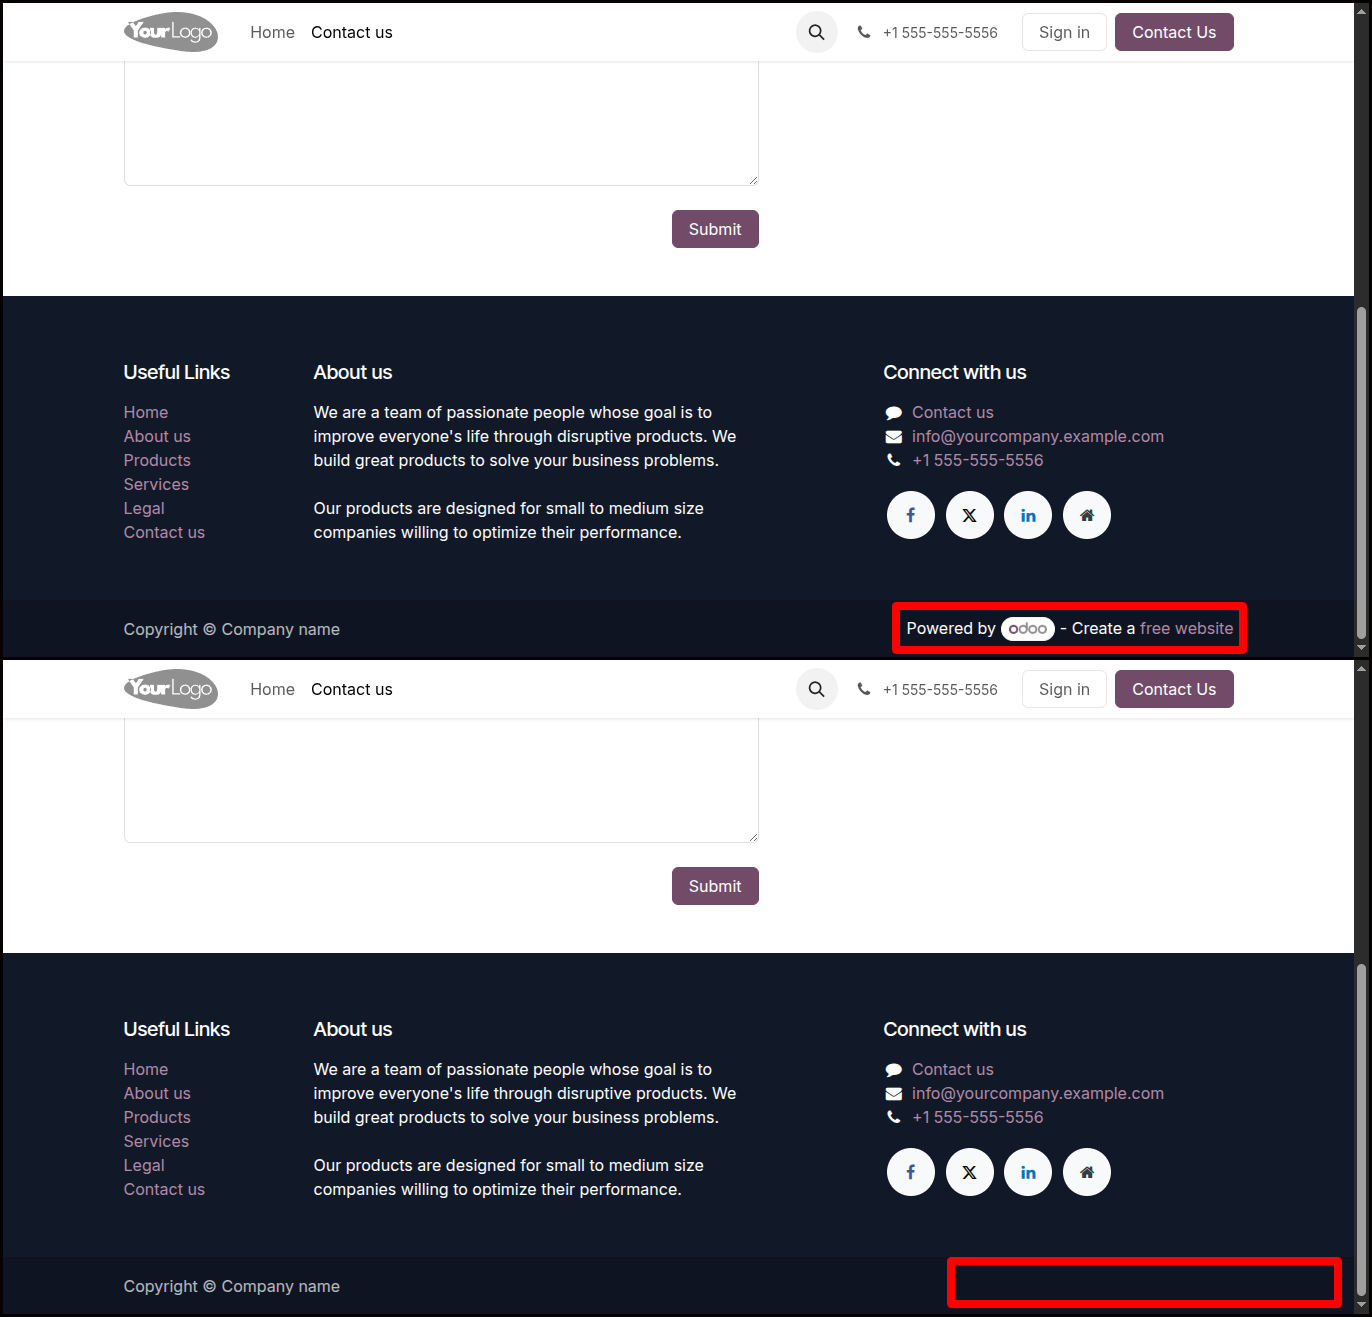 YourLogo Home Contact us +1 555-555-5556 Sign in Contact Us
Submit
Useful Links
Home
About us
Products
Services
Legal
Contact us
About us
We are a team of passionate people whose goal is to
improve everyone's life through disruptive products. We
build great products to solve your business problems.
Our products are designed for small to medium size
companies willing to optimize their performance.
Connect with us
Contact us
info@yourcompany.example.com
+1 555-555-5556
f X in
Copyright © Company name
Powered by odoo - Create a free website
YourLogo Home Contact us +1 555-555-5556 Sign in Contact Us
Submit
Useful Links
Home
About us
Products
Services
Legal
Contact us
About us
We are a team of passionate people whose goal is to
improve everyone's life through disruptive products. We
build great products to solve your business problems.
Our products are designed for small to medium size
companies willing to optimize their performance.
Connect with us
Contact us
info@yourcompany.example.com
+1 555-555-5556
f X in
Copyright © Company name